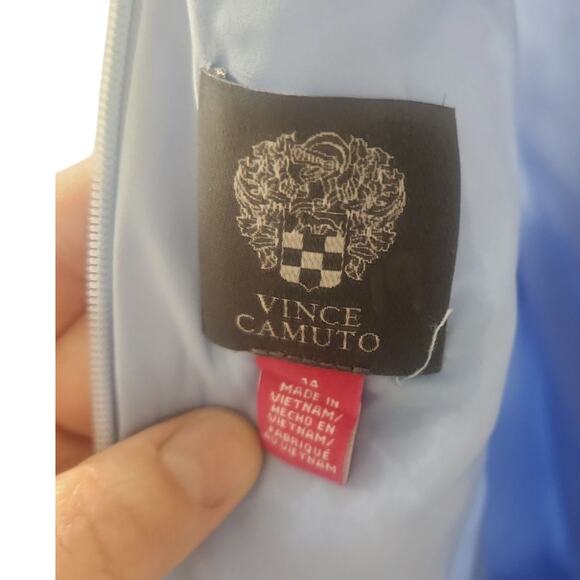 VINCE
CAMUTO
14
MADE IN
VIETNAM/
HECHO EN
VIETNAM/
FABRIQUÉ
AU VIETNAM